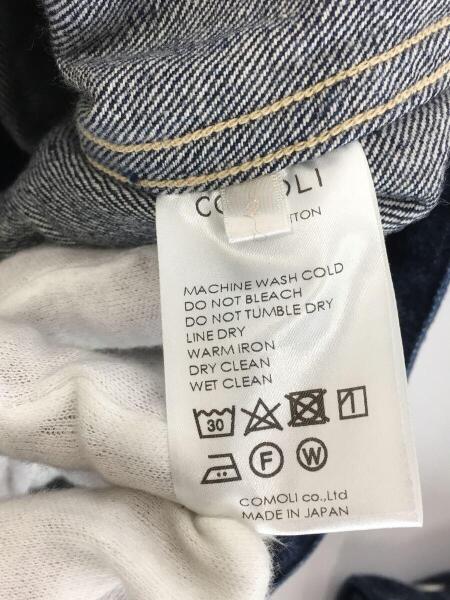 MACHINE WASH COLD
DO NOT BLEACH
DO NOT TUMBLE DRY
LINE DRY
WARM IRON
DRY CLEAN
WET CLEAN
30
F W
COMOLI co.,Ltd
MADE IN JAPAN